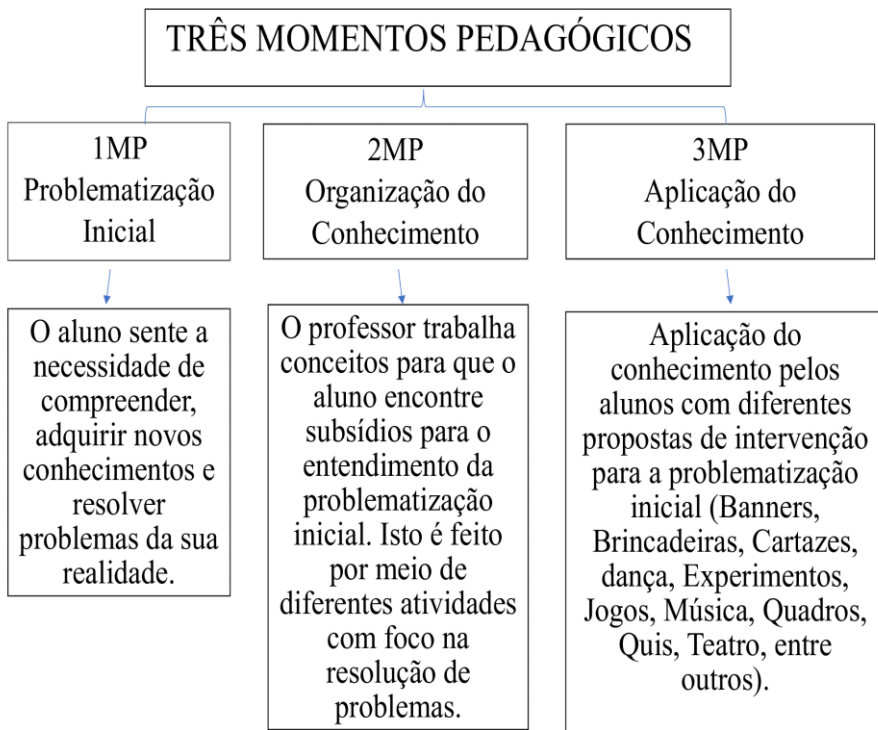 TRÊS MOMENTOS PEDAGÓGICOS
1MP
Problematização
Inicial
2MP
Organização do
Conhecimento
3MP
Aplicação do
Conhecimento
O aluno sente a
necessidade de
compreender,
adquirir novos
conhecimentos e
resolver
problemas da sua
realidade.
O professor trabalha
conceitos para que o
aluno encontre
subsídios para o
entendimento da
problematização
inicial. Isto é feito
por meio de
diferentes atividades
com foco na
resolução de
problemas.
Aplicação do
conhecimento pelos
alunos com diferentes
propostas de intervenção
para a problematização
inicial (Banners,
Brincadeiras, Cartazes,
dança, Experimentos,
Jogos, Música, Quadros,
Quis, Teatro, entre
outros).